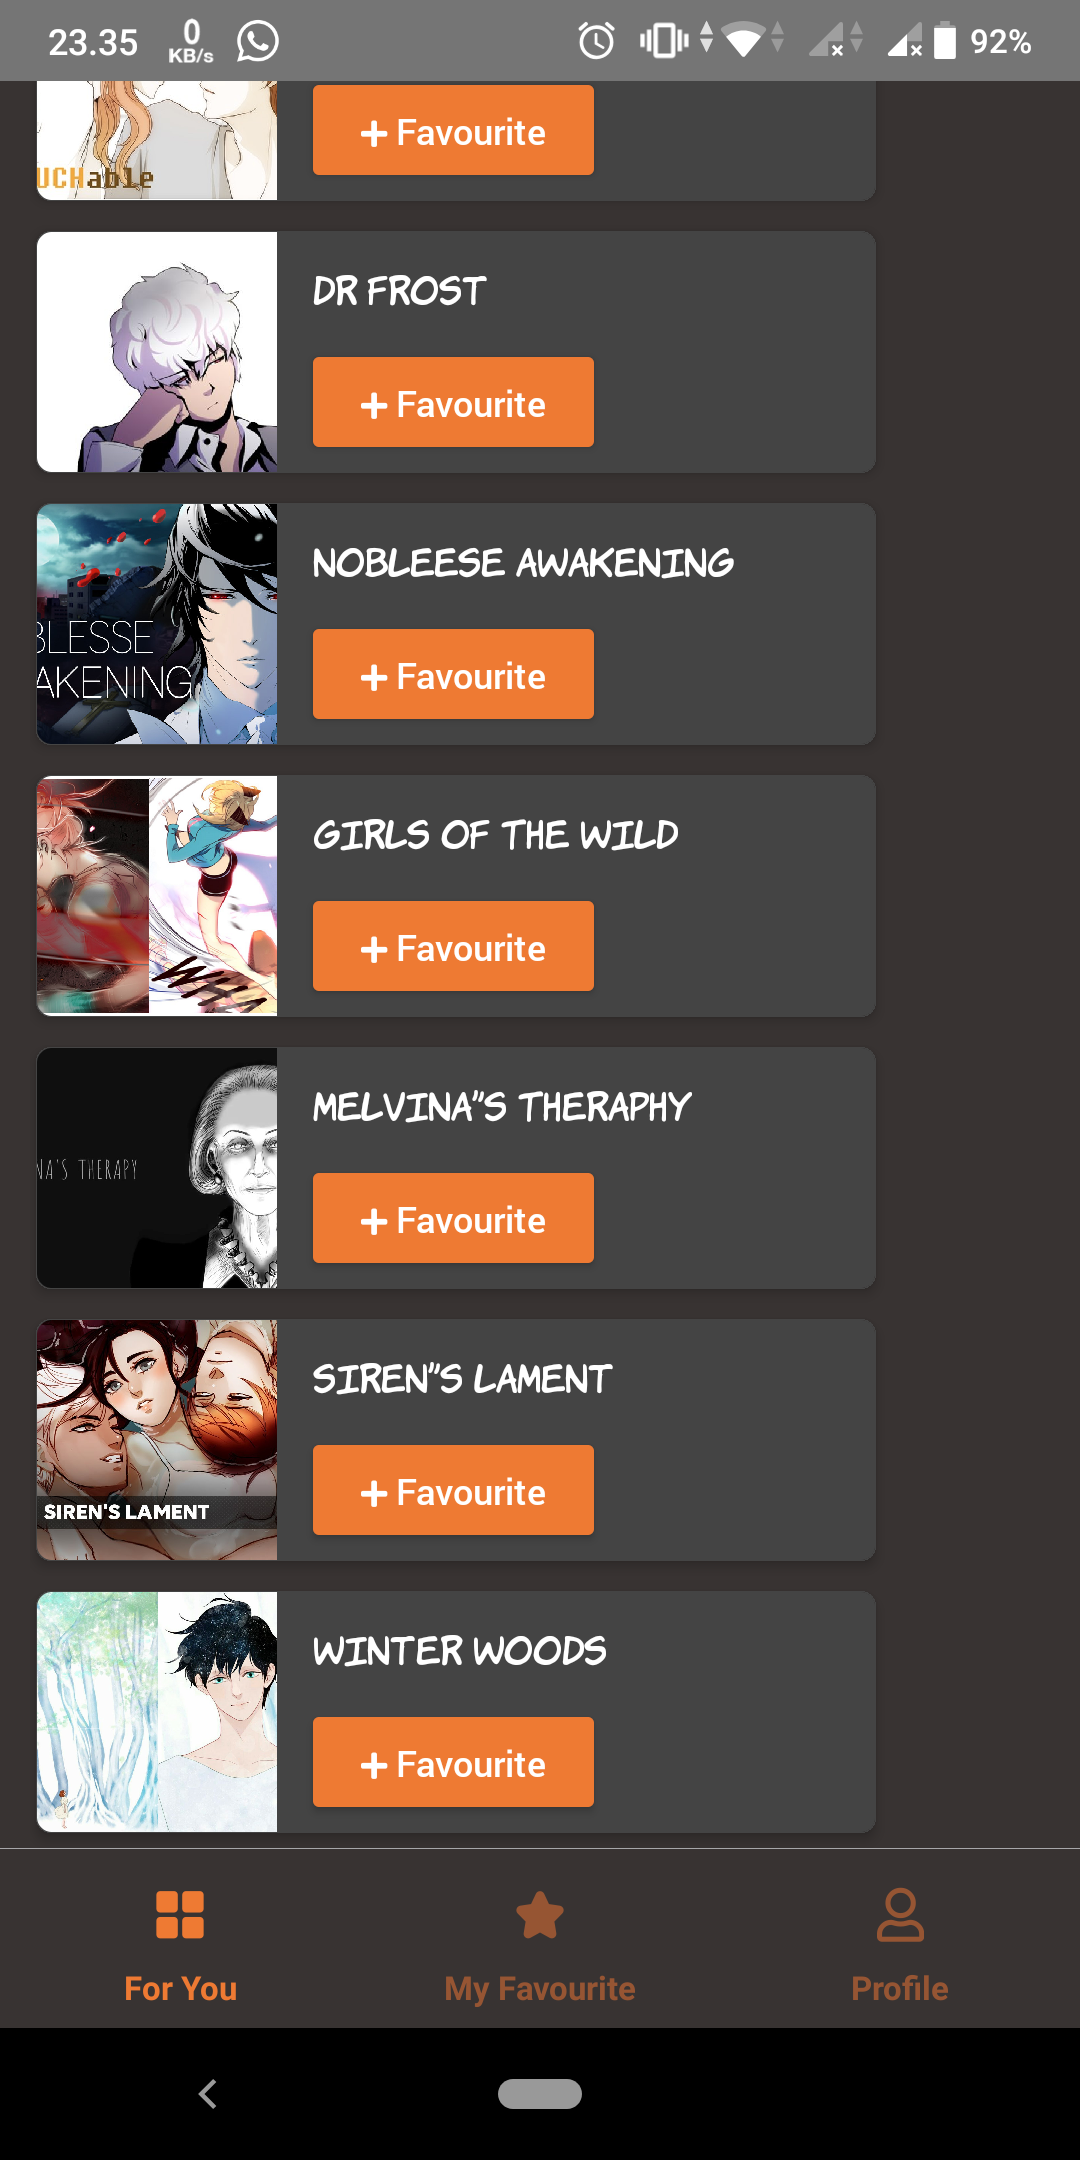 23.35
0
KB/s
92%
UCHable
+ Favourite
DR FROST
+ Favourite
BLESSE
AKENING
NOBLEESE AWAKENING
+ Favourite
GIRLS OF THE WILD
+ Favourite
NA'S THERAPY
MELVINA"S THERAPHY
+ Favourite
SIREN'S LAMENT
SIREN"S LAMENT
+ Favourite
WINTER WOODS
+ Favourite
For You
My Favourite
Profile